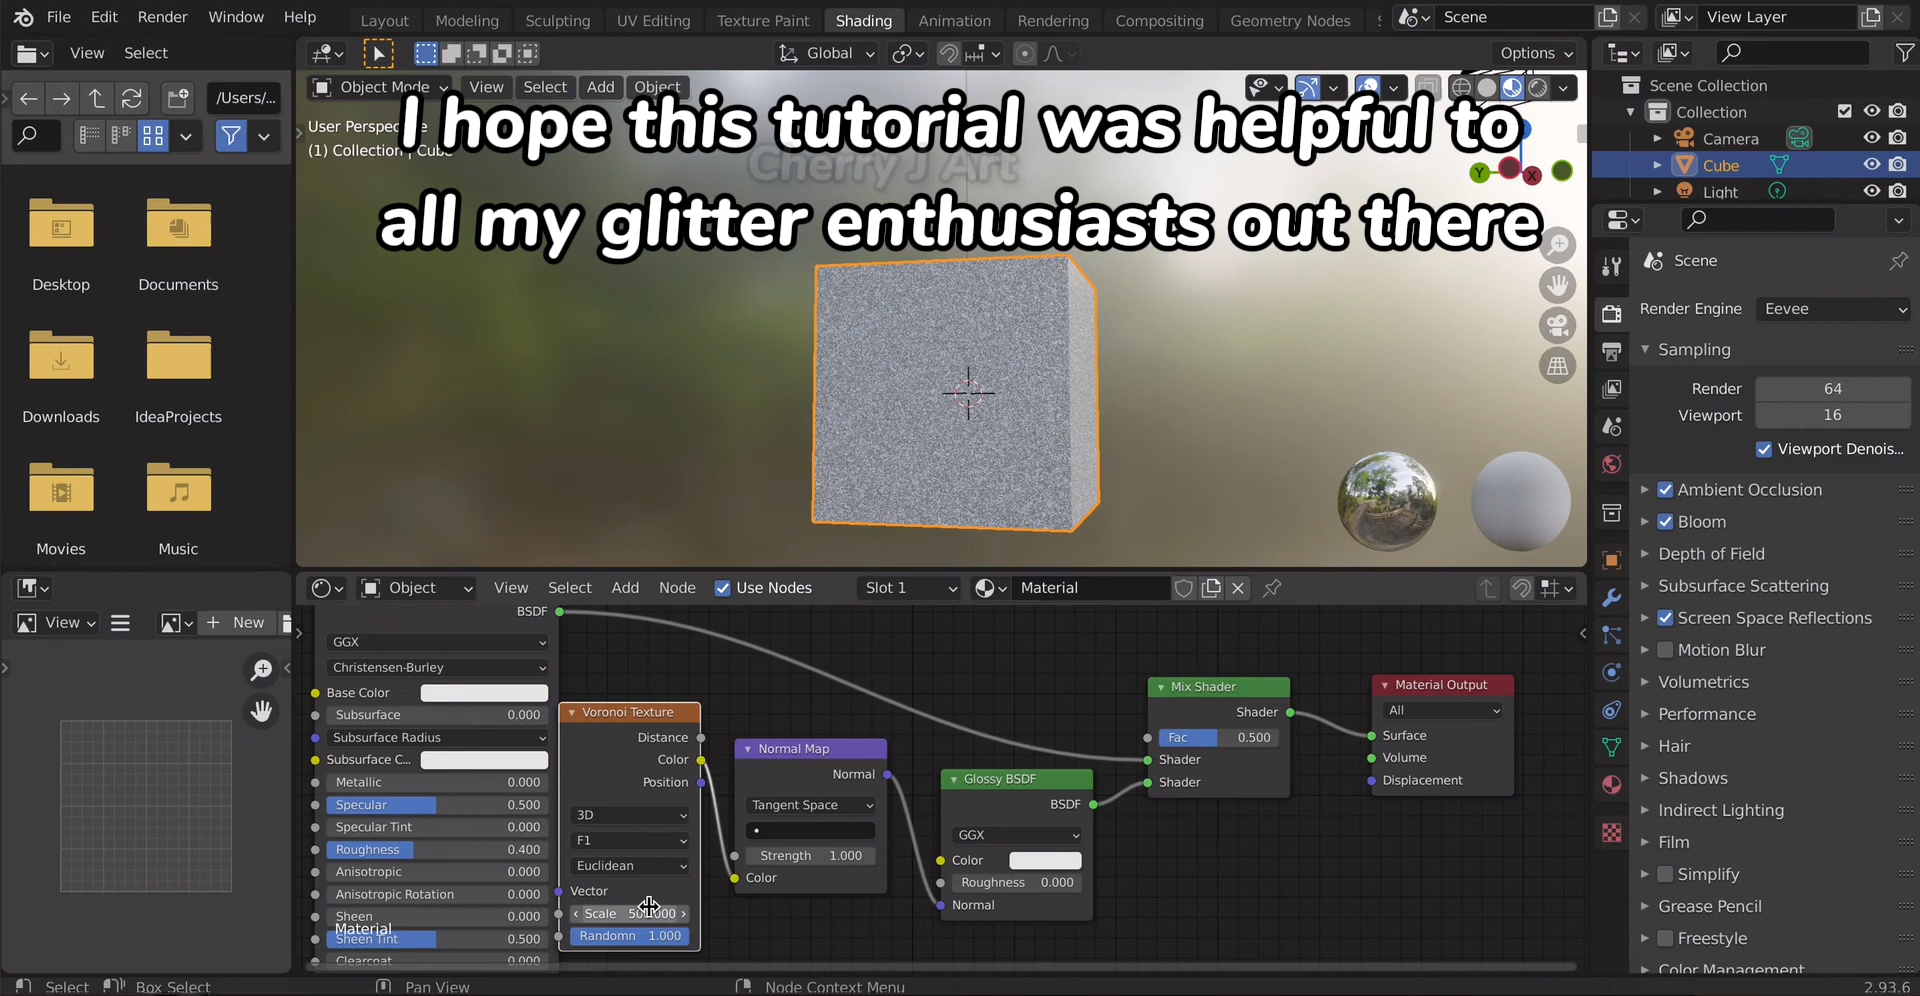 File Edit Render Window Help Layout Modeling Sculpting UV Editing Texture Paint Shading Animation Rendering Compositing Geometry Nodes Scene View Layer
View Select Global Options
/Users/... Object Mode View Select Add Object Scene Collection
I hope this tutorial was helpful to
all my glitter enthusiasts out there
Cherry J Art
User Perspective
(1) Collection | Cube
Collection
Camera
Cube
Light
Y X
Desktop Documents
Downloads IdeaProjects
Movies Music
Scene
Render Engine Eevee
Sampling
Render 64
Viewport 16
Viewport Denois...
Ambient Occlusion
Bloom
Depth of Field
Subsurface Scattering
Screen Space Reflections
Motion Blur
Volumetrics
Performance
Hair
Shadows
Indirect Lighting
Film
Simplify
Grease Pencil
Freestyle
Color Management
Object View Select Add Node Use Nodes Slot 1 Material
View New
BSDF
GGX
Christensen-Burley
Base Color
Subsurface 0.000
Subsurface Radius
Subsurface C...
Metallic 0.000
Specular 0.500
Specular Tint 0.000
Roughness 0.400
Anisotropic 0.000
Anisotropic Rotation 0.000
Sheen 0.000
Material
Sheen Tint 0.500
Clearcoat 0.000
Voronoi Texture
Distance
Color
Position
3D
F1
Euclidean
Vector
Scale
Randomn 1.000
Normal Map
Normal
Tangent Space
Strength 1.000
Color
Glossy BSDF
BSDF
GGX
Color
Roughness 0.000
Normal
Mix Shader
Shader
Fac 0.500
Shader
Shader
Material Output
All
Surface
Volume
Displacement
Select Box Select Pan View Node Context Menu 2.93.6